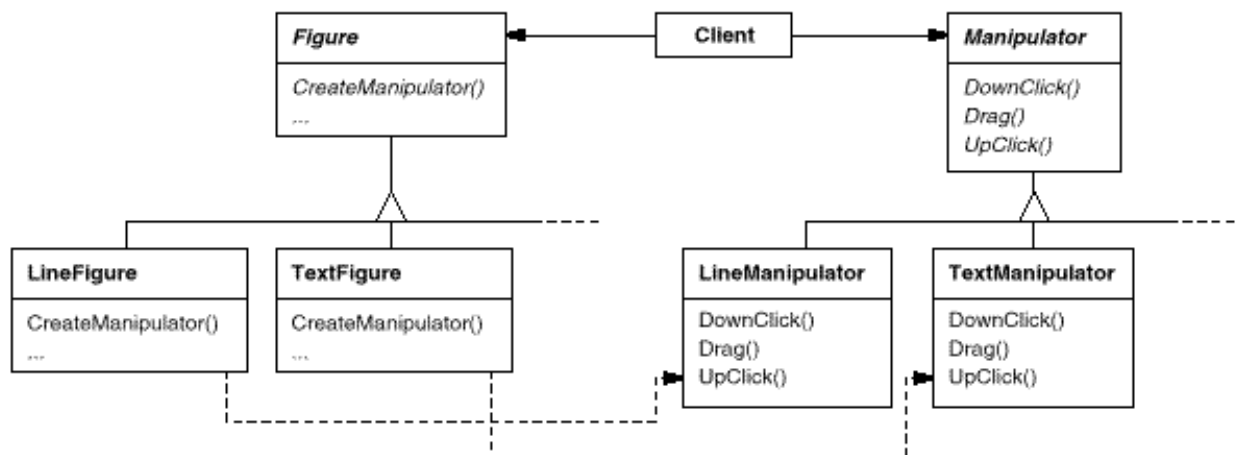 Figure
CreateManipulator()
...
Client
Manipulator
DownClick()
Drag()
UpClick()
LineFigure
CreateManipulator()
...
TextFigure
CreateManipulator()
...
LineManipulator
DownClick()
Drag()
UpClick()
TextManipulator
DownClick()
Drag()
UpClick()